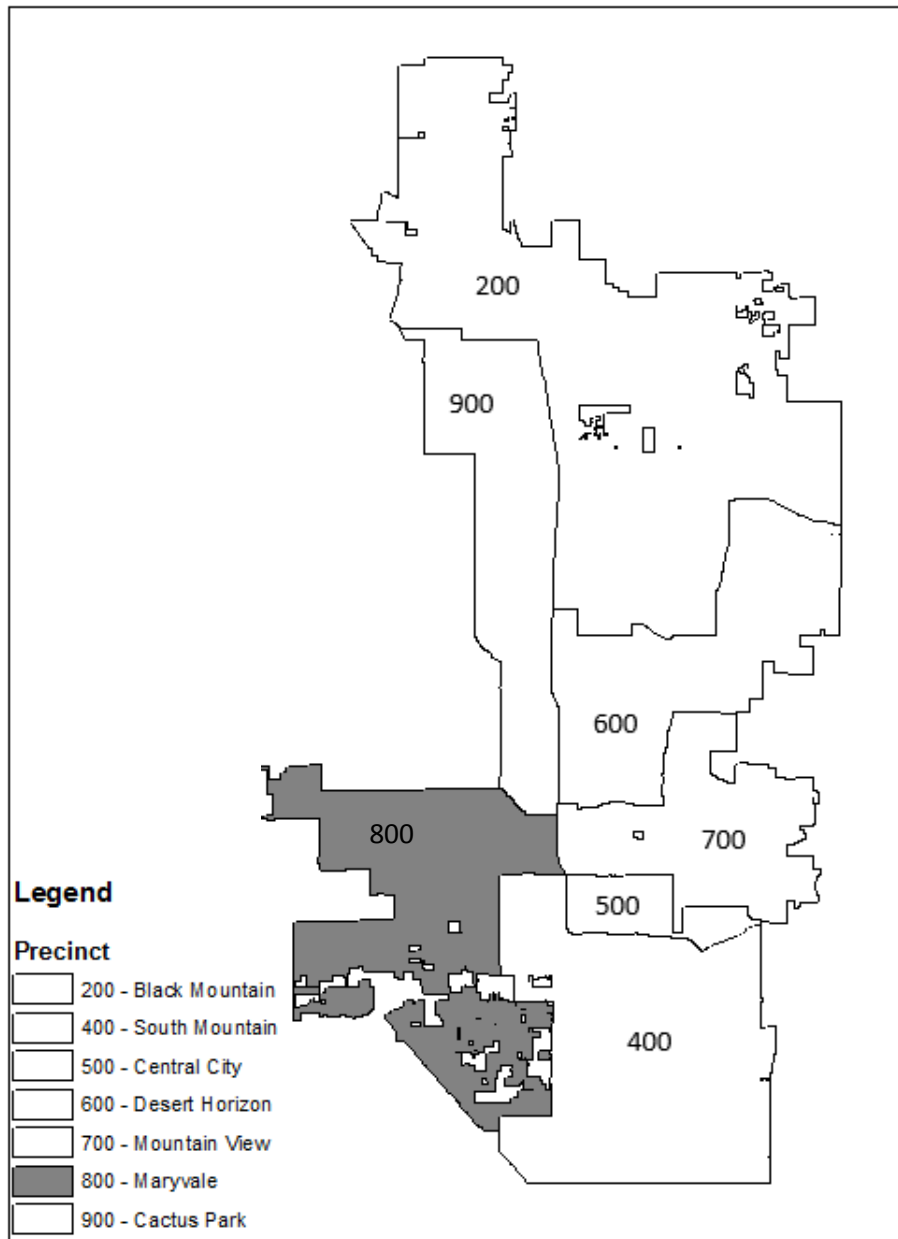 200
900
600
800
700
500
400
Legend
Precinct
200 - Black Mountain
400 - South Mountain
500 - Central City
600 - Desert Horizon
700 - Mountain View
800 - Maryvale
900 - Cactus Park